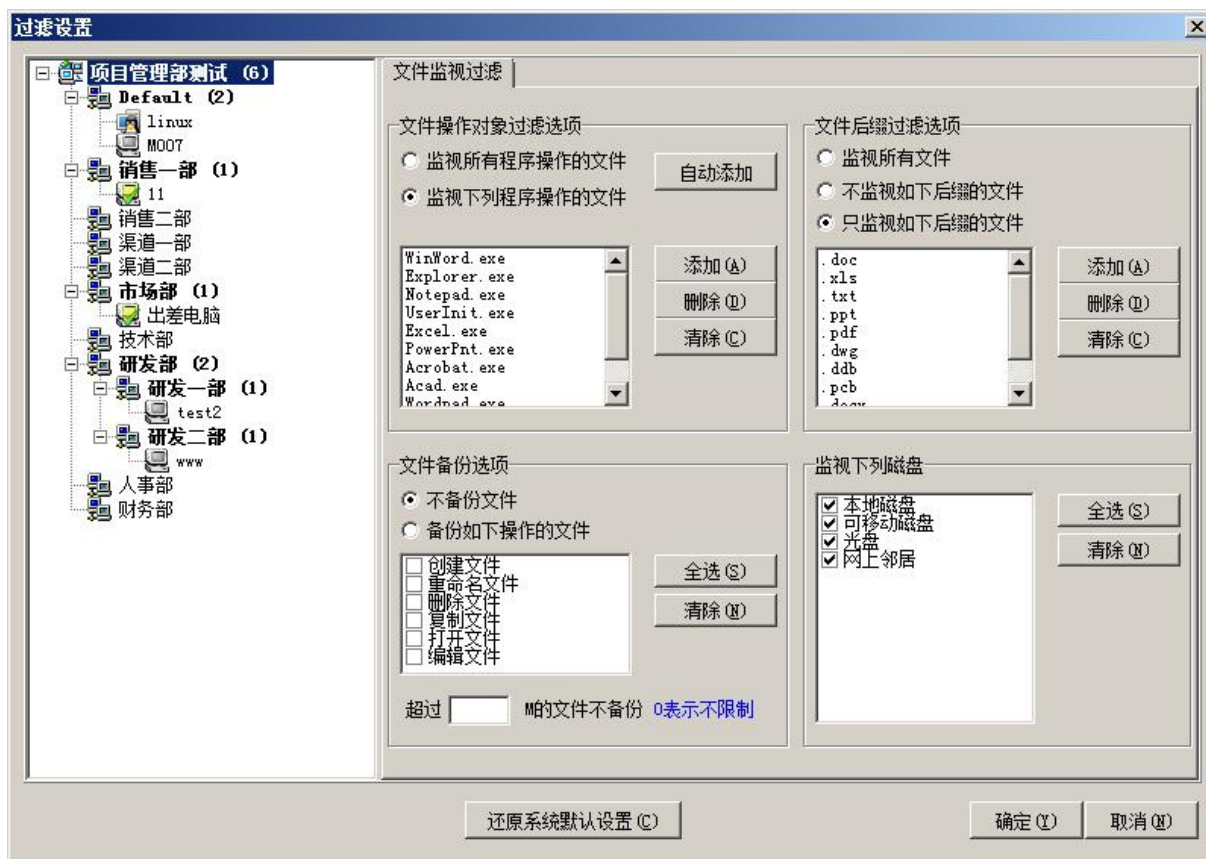 过滤设置
项目管理部测试 (6)
Default (2)
linux
M007
销售一部 (1)
11
销售二部
渠道一部
渠道二部
市场部 (1)
出差电脑
技术部
研发部 (2)
研发一部 (1)
test2
研发二部 (1)
www
人事部
财务部
文件监视过滤
文件操作对象过滤选项
监视所有程序操作的文件
自动添加
监视下列程序操作的文件
WinWord.exe
Explorer.exe
Notepad.exe
UserInit.exe
Excel.exe
PowerPnt.exe
Acrobat.exe
Acad.exe
Wordpad.exe
添加(A)
删除(D)
清除(C)
文件后缀过滤选项
监视所有文件
不监视如下后缀的文件
只监视如下后缀的文件
.doc
.xls
.txt
.ppt
.pdf
.dwg
.ddb
.pcb
.docx
添加(A)
删除(D)
清除(C)
文件备份选项
不备份文件
备份如下操作的文件
创建文件
重命名文件
删除文件
复制文件
打开文件
编辑文件
全选(S)
清除(N)
超过 M的文件不备份 0表示不限制
监视下列磁盘
本地磁盘
可移动磁盘
光盘
网上邻居
全选(S)
清除(N)
还原系统默认设置(C)
确定(Y)
取消(N)